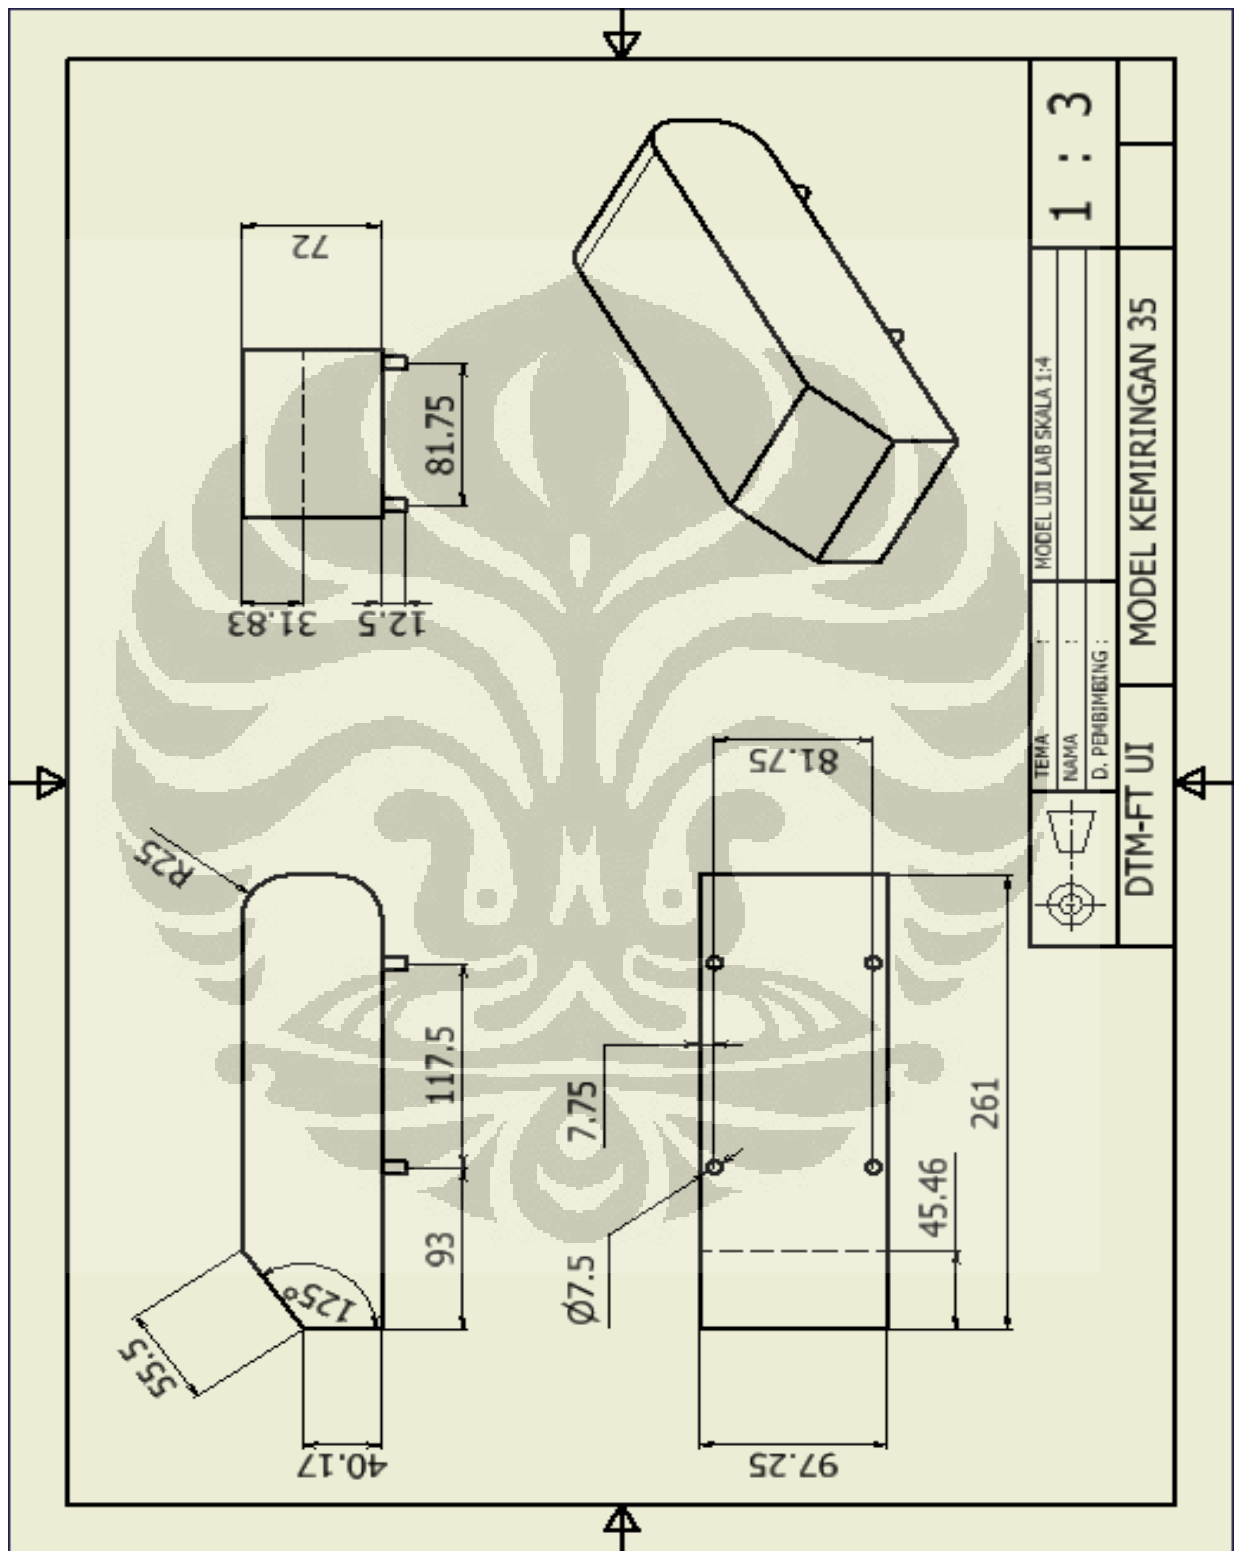 R25
55.5
125°
40.17
93
117.5
31.83
12.5
72
81.75
Ø7.5
7.75
81.75
97.25
45.46
261
TEMA :
MODEL UJI LAB SKALA 1:4
NAMA :
D. PEMBIMBING :
1 : 3
DTM-FT UI
MODEL KEMIRINGAN 35